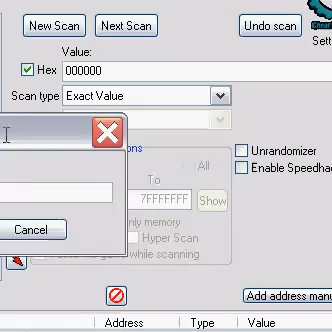 New Scan Next Scan Undo scan
Sett
Value:
Hex 000000
Scan type Exact Value
All
To
7FFFFFFF Show
Unrandomizer
Enable Speedhac
Cancel
Hyper Scan
while scanning
Add address manu
Address Type Value